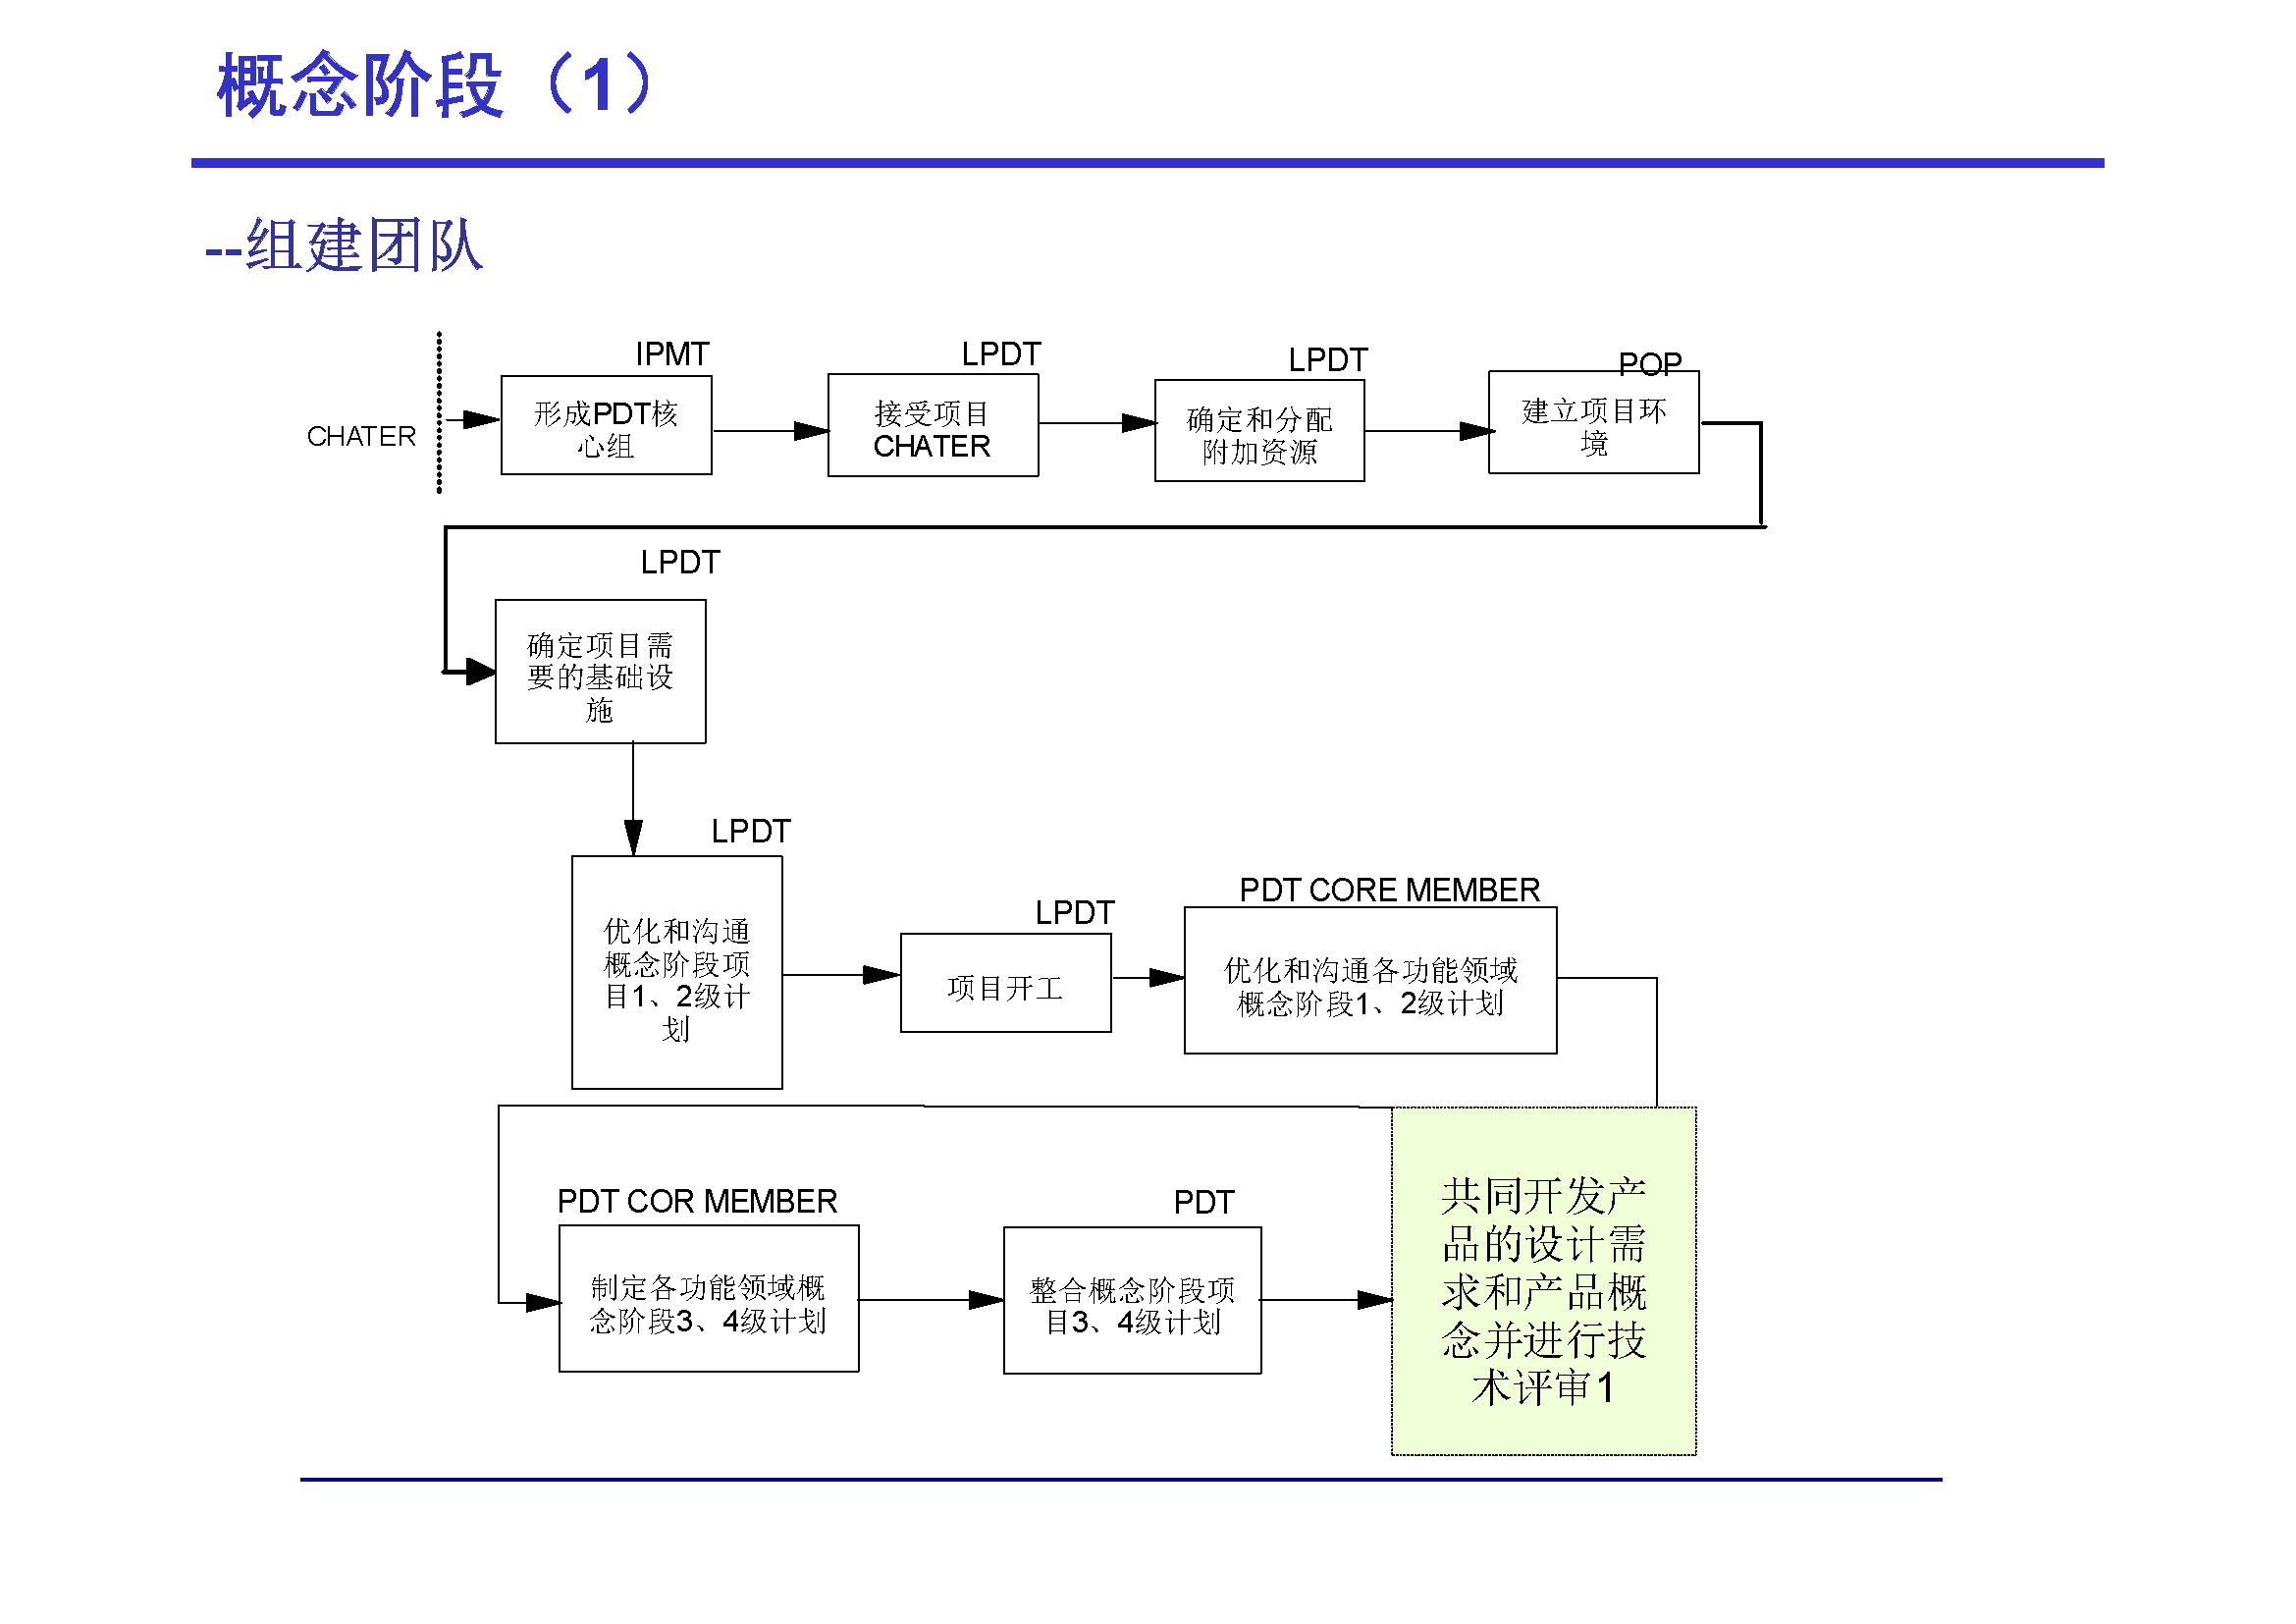 概念阶段（1）
--组建团队
CHATER
IPMT
形成PDT核
心组
LPDT
接受项目
CHATER
LPDT
确定和分配
附加资源
POP
建立项目环
境
LPDT
确定项目需
要的基础设
施
LPDT
优化和沟通
概念阶段项
目1、2级计
划
LPDT
项目开工
PDT CORE MEMBER
优化和沟通各功能领域
概念阶段1、2级计划
PDT COR MEMBER
制定各功能领域概
念阶段3、4级计划
PDT
整合概念阶段项
目3、4级计划
共同开发产
品的设计需
求和产品概
念并进行技
术评审1